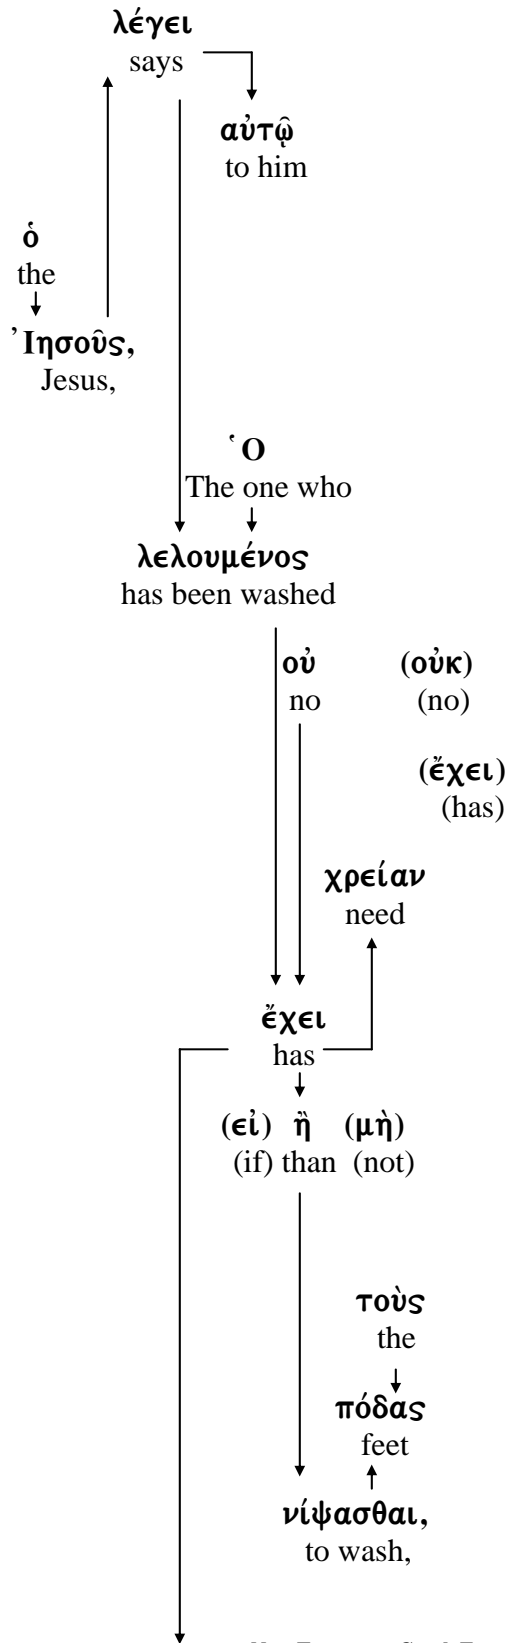 λέγει
says
αὐτῷ
to him
ὁ
the
Ἰησοῦς,
Jesus,
Ὁ
The one who
λελουμένος
has been washed
οὐ (οὐκ)
no (no)
(ἔχει)
(has)
χρείαν
need
ἔχει
has
(εἰ) ἢ (μὴ)
(if) than (not)
τοὺς
the
πόδας
feet
νίψασθαι,
to wash,